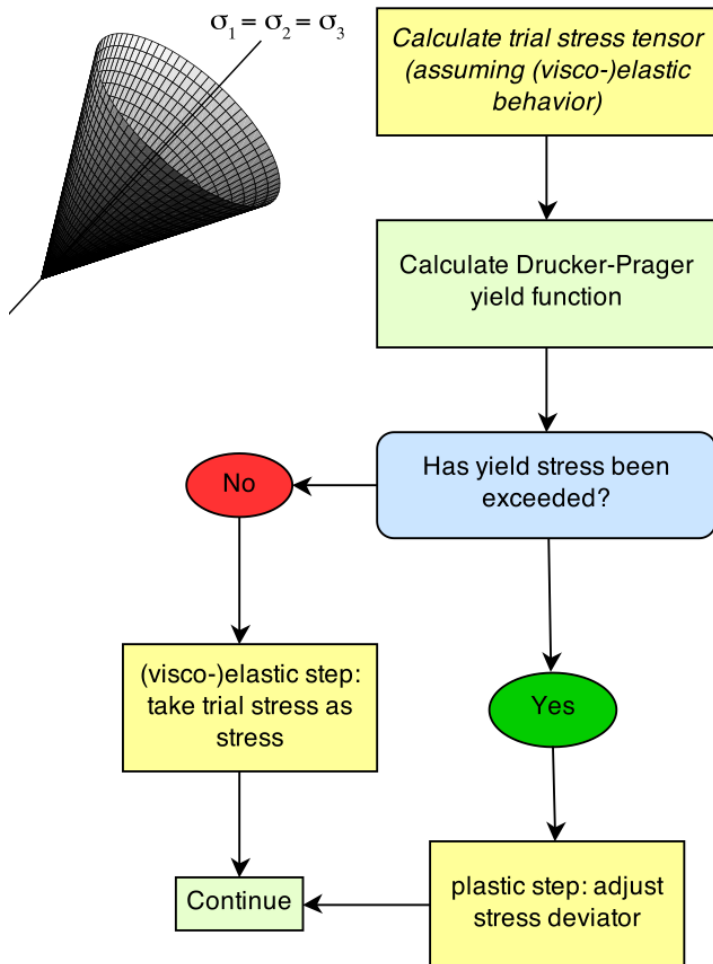 σ₁ = σ₂ = σ₃
Calculate trial stress tensor
(assuming (visco-)elastic
behavior)
Calculate Drucker-Prager
yield function
Has yield stress been
exceeded?
No
(visco-)elastic step:
take trial stress as
stress
Yes
plastic step: adjust
stress deviator
Continue